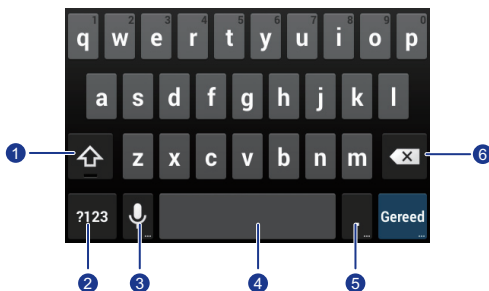 1 2 3 4 5 6 7 8 9 0
q w e r t y u i o p
a s d f g h j k l
1 z x c v b n m 6
?123 ... . ... Gereed ...
2 3 4 5